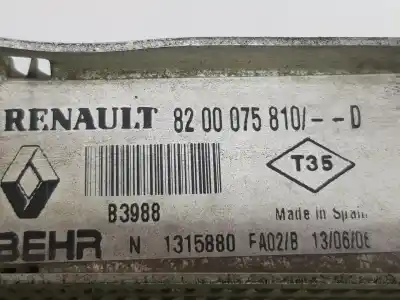 RENAULT 82 00 075 810/--D
T35
B3988
Made in Spain
BEHR N 1315880 FA02/B 13/06/06